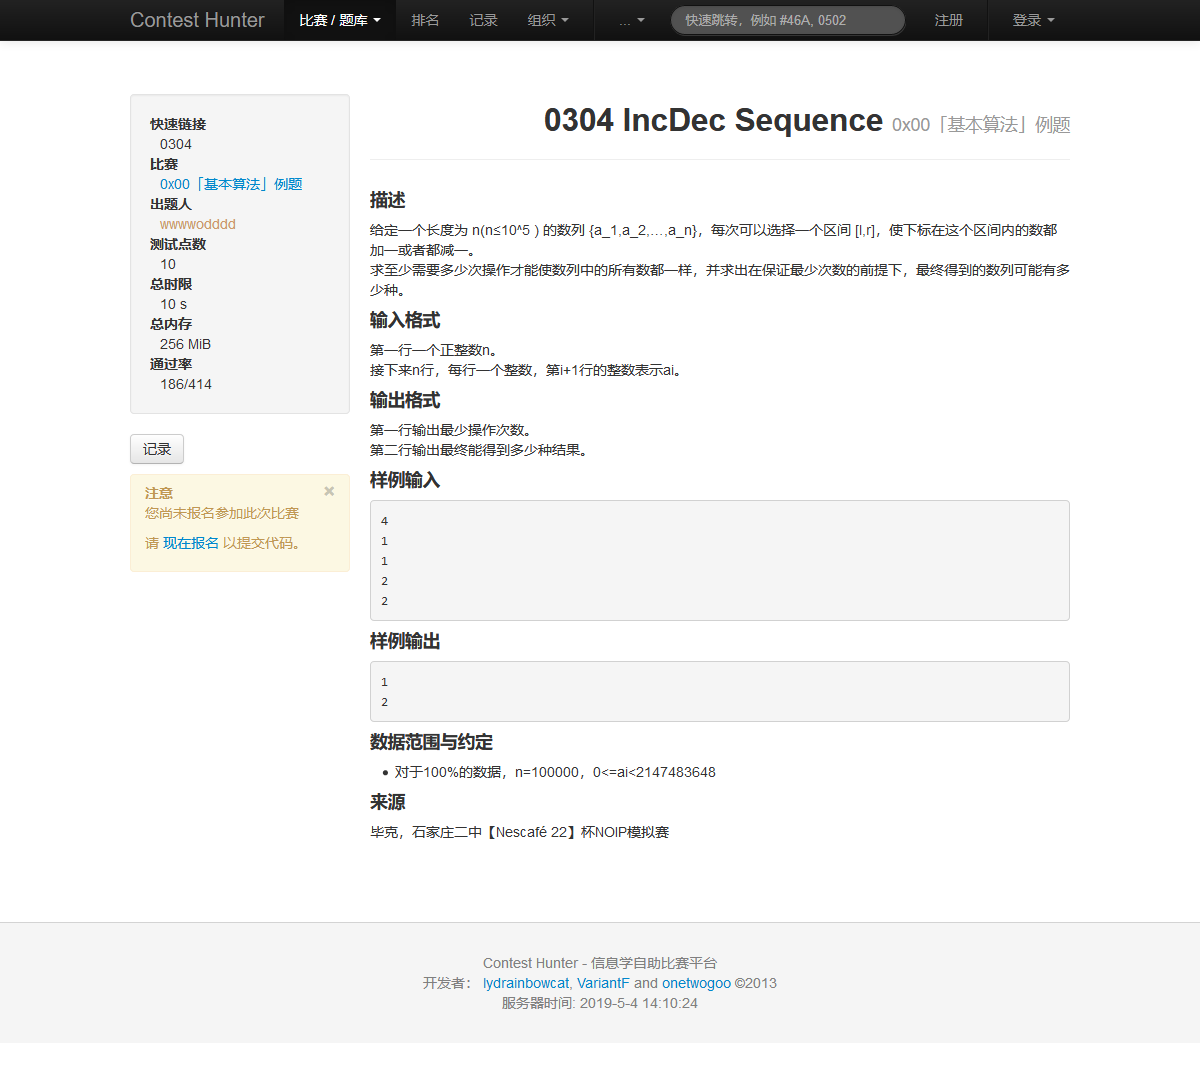 Contest Hunter 比赛 / 题库 排名 记录 组织 ... 快速跳转，例如 #46A, 0502 注册 登录
快速链接
0304
比赛
0x00「基本算法」例题
出题人
wwwwodddd
测试点数
10
总时限
10 s
总内存
256 MiB
通过率
186/414
记录
注意 ×
您尚未报名参加此次比赛
请 现在报名 以提交代码。
0304 IncDec Sequence 0x00「基本算法」例题
描述
给定一个长度为 n(n≤10^5 ) 的数列 {a_1,a_2,…,a_n}，每次可以选择一个区间 [l,r]，使下标在这个区间内的数都
加一或者都减一。
求至少需要多少次操作才能使数列中的所有数都一样，并求出在保证最少次数的前提下，最终得到的数列可能有多
少种。
输入格式
第一行一个正整数n。
接下来n行，每行一个整数，第i+1行的整数表示ai。
输出格式
第一行输出最少操作次数。
第二行输出最终能得到多少种结果。
样例输入
4
1
1
2
2
样例输出
1
2
数据范围与约定
• 对于100%的数据，n=100000，0<=ai<2147483648
来源
毕克，石家庄二中【Nescafé 22】杯NOIP模拟赛
Contest Hunter - 信息学自助比赛平台
开发者： lydrainbowcat, VariantF and onetwogoo ©2013
服务器时间: 2019-5-4 14:10:24